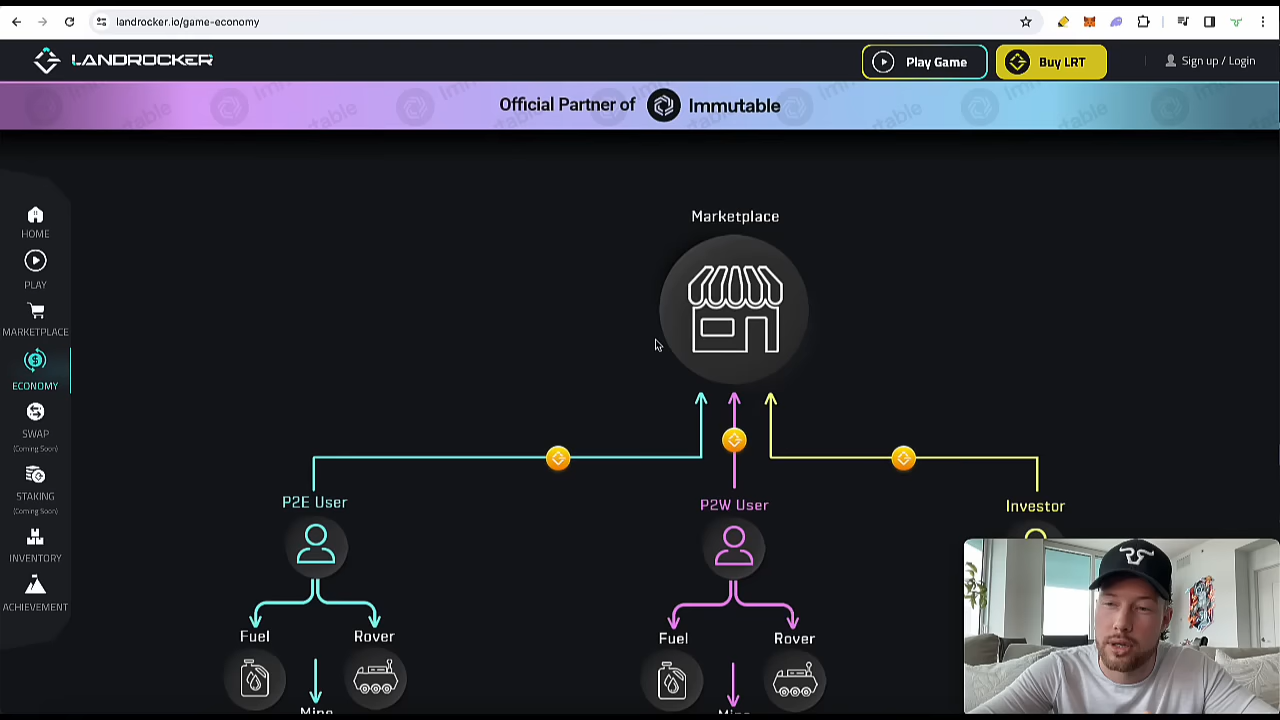 landrocker.io/game-economy
LANDROCKER
Play Game
Buy LRT
Sign up / Login
Official Partner of Immutable
HOME
PLAY
MARKETPLACE
ECONOMY
SWAP
(Coming Soon)
STAKING
(Coming Soon)
INVENTORY
ACHIEVEMENT
Marketplace
P2E User
P2W User
Investor
Fuel
Rover
Fuel
Rover